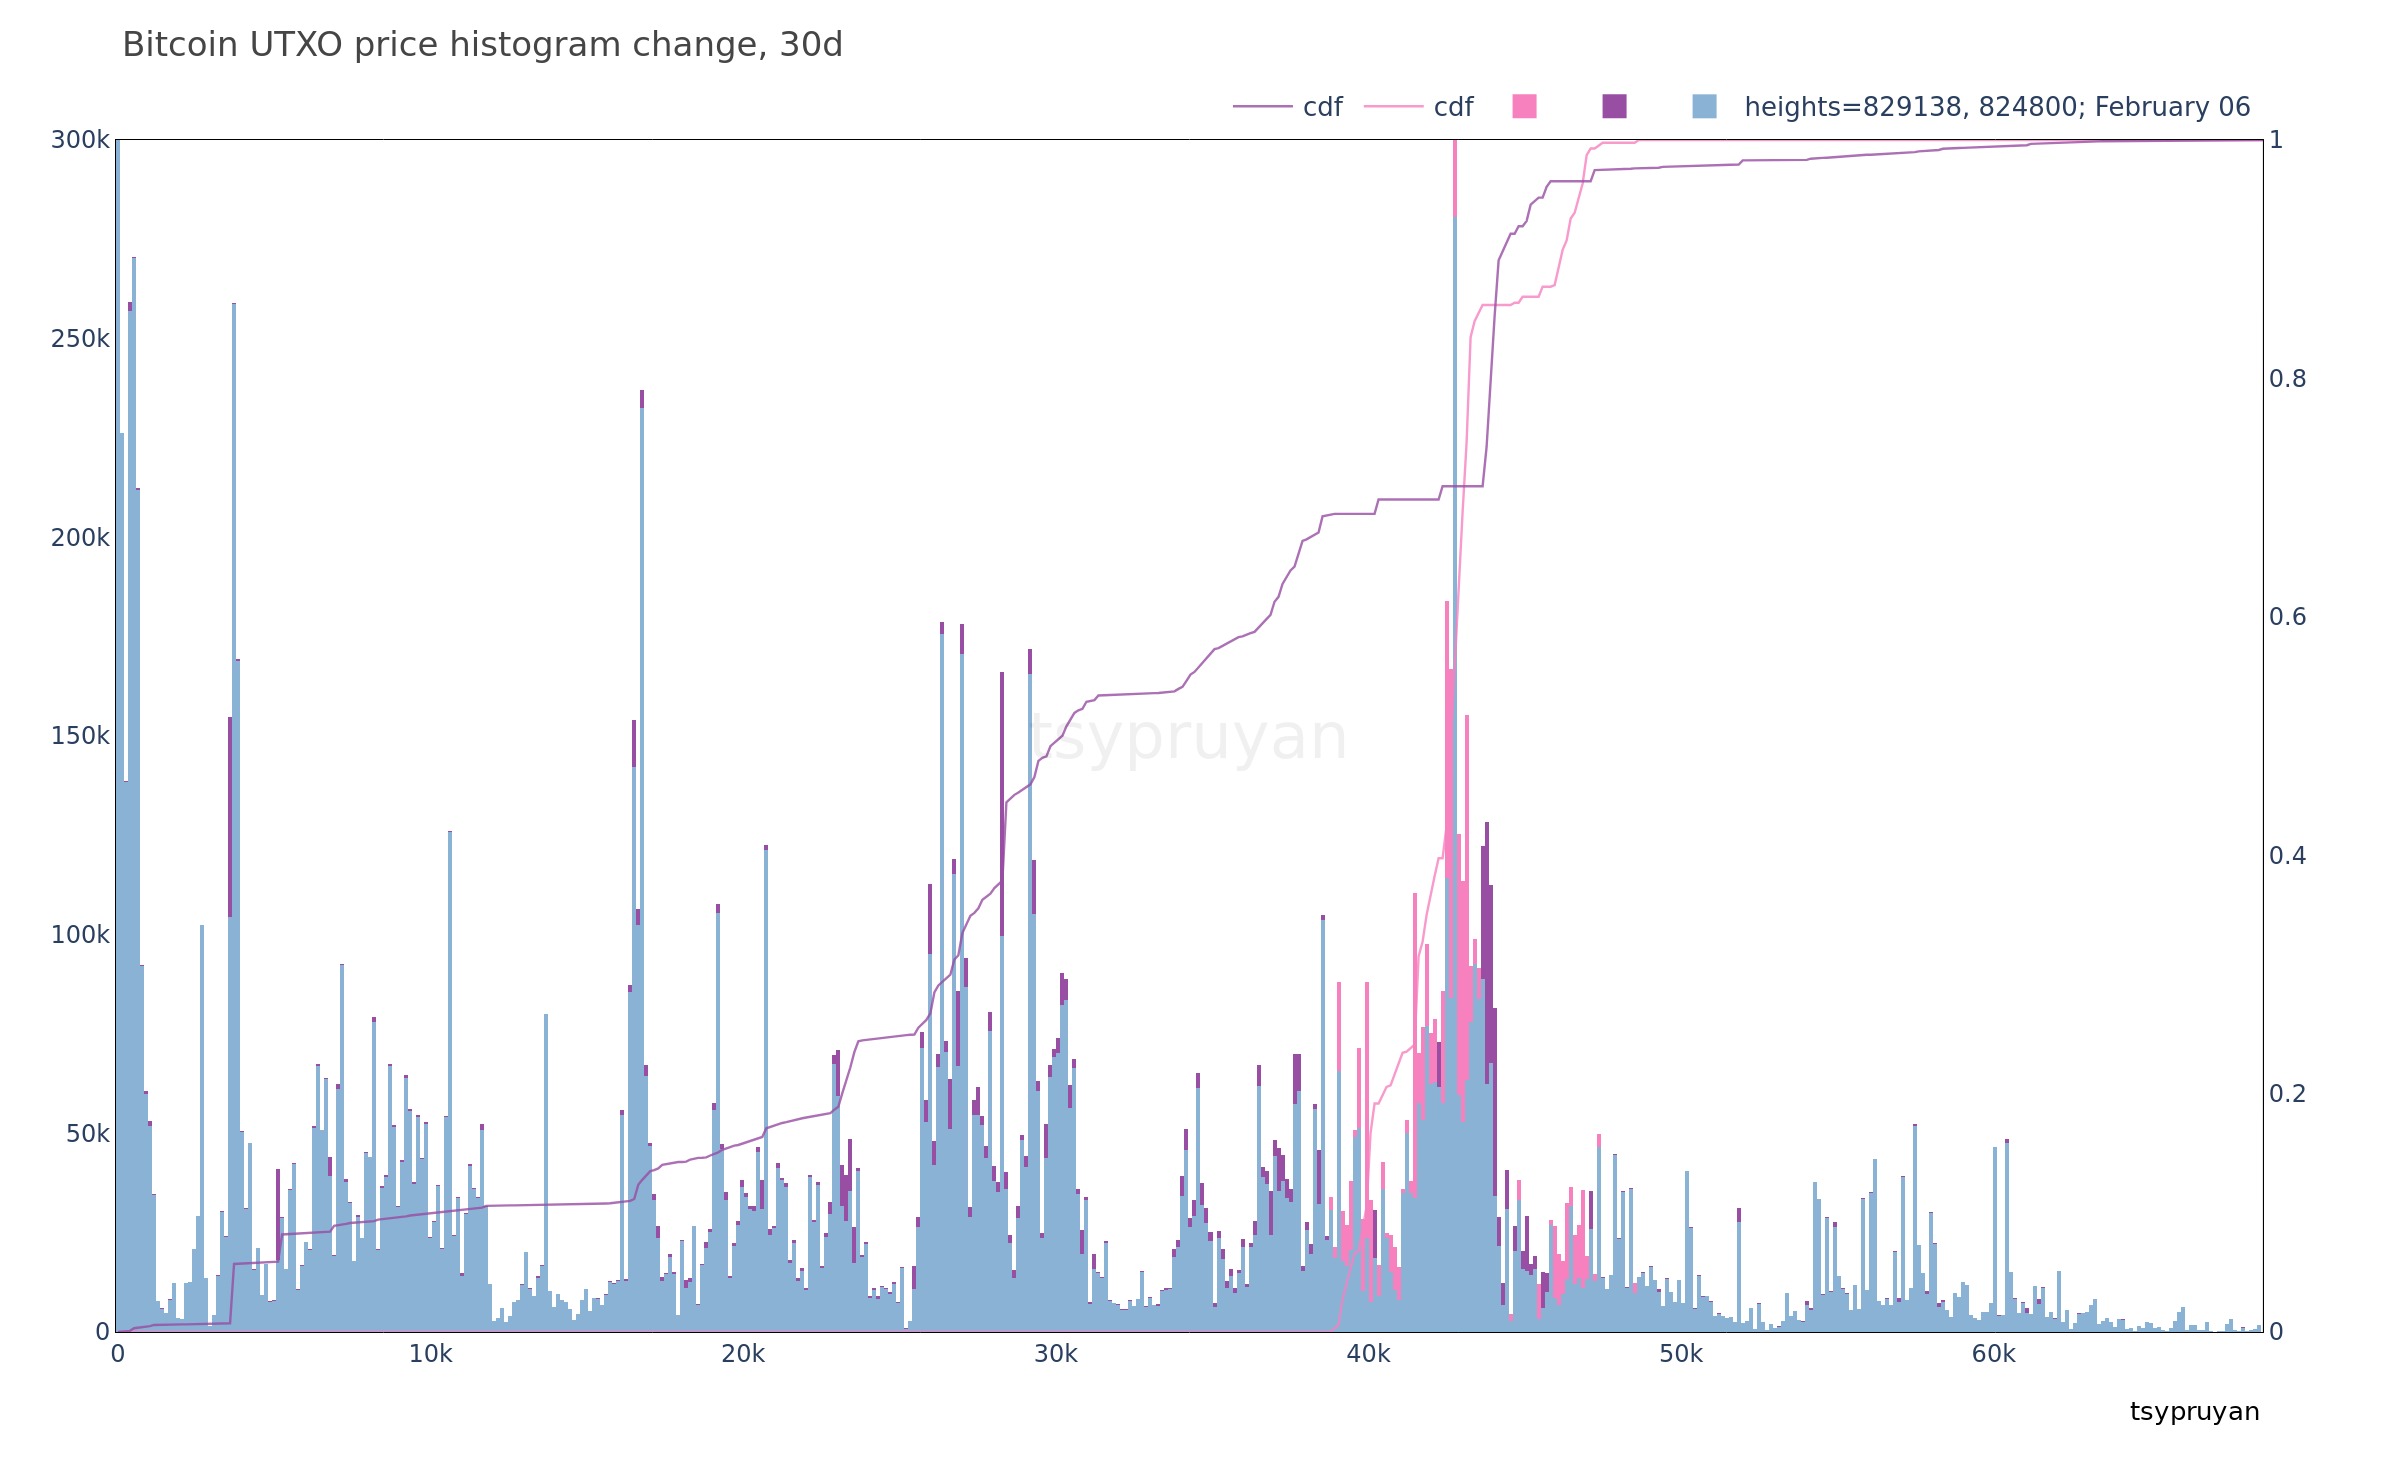 Bitcoin UTXO price histogram change, 30d
cdf cdf heights=829138, 824800; February 06
300k
250k
200k
150k
100k
50k
0
1
0.8
0.6
0.4
0.2
0
tsypruyan
0 10k 20k 30k 40k 50k 60k
tsypruyan